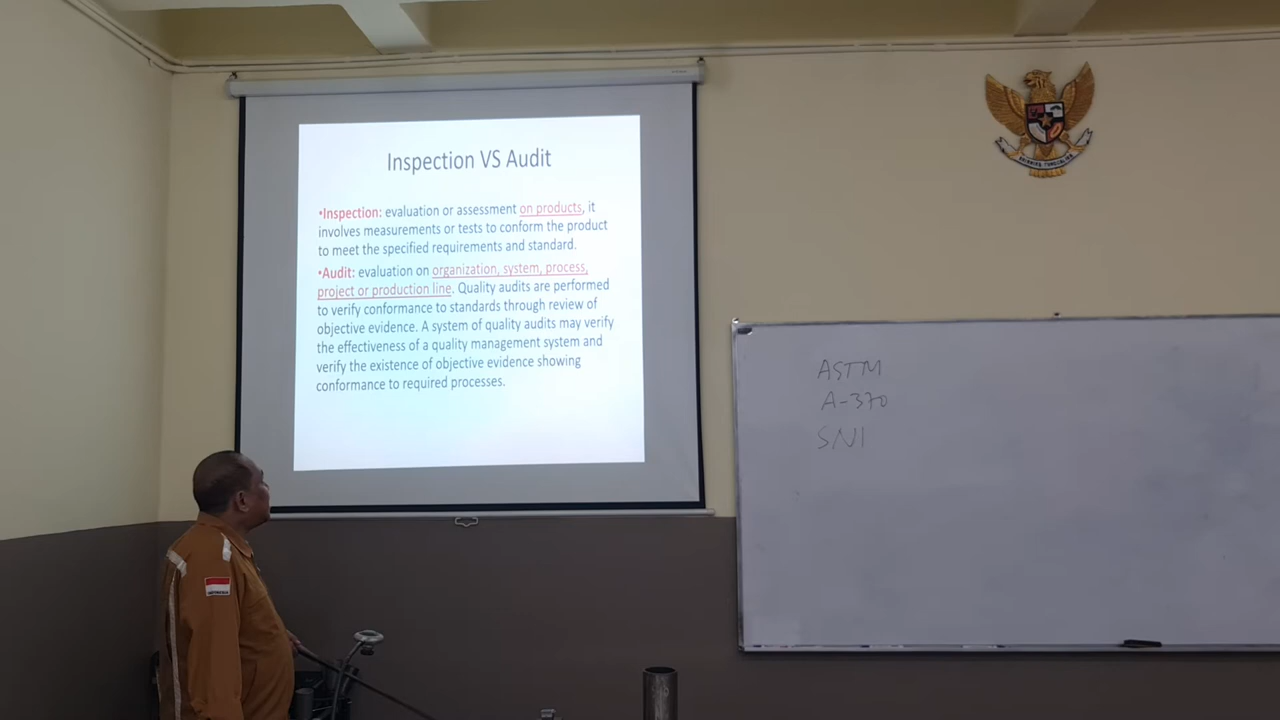 Inspection VS Audit
•Inspection: evaluation or assessment on products, it
involves measurements or tests to conform the product
to meet the specified requirements and standard.
•Audit: evaluation on organization, system, process,
project or production line. Quality audits are performed
to verify conformance to standards through review of
objective evidence. A system of quality audits may verify
the effectiveness of a quality management system and
verify the existence of objective evidence showing
conformance to required processes.
BHINNEKA TUNGGAL IKA
ASTM
A-370
SNI
INDONESIA